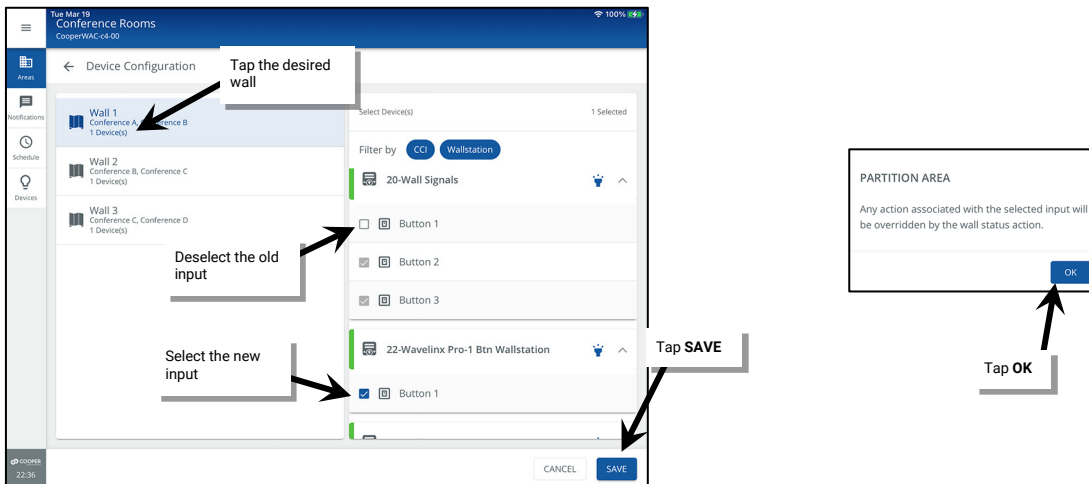 Tue Mar 19
100%
Conference Rooms
CooperWAC-c4-00
Areas
Notifications
Schedule
Devices
COOPER
22:36
Device Configuration
Tap the desired
wall
Wall 1
Conference A, Conference B
1 Device(s)
Wall 2
Conference B, Conference C
1 Device(s)
Wall 3
Conference C, Conference D
1 Device(s)
Select Device(s)
1 Selected
Filter by CCI Wallstation
20-Wall Signals
Button 1
Button 2
Button 3
22-Wavelinx Pro-1 Btn Wallstation
Button 1
Deselect the old
input
Select the new
input
Tap SAVE
CANCEL SAVE
PARTITION AREA
Any action associated with the selected input will
be overridden by the wall status action.
OK
Tap OK